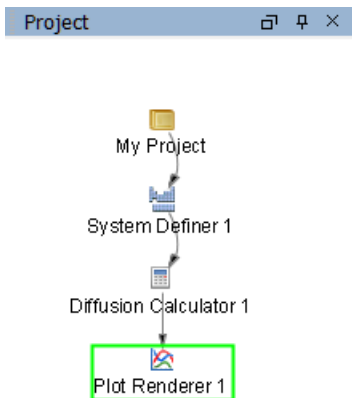 Project
My Project
System Definer 1
Diffusion Calculator 1
Plot Renderer 1